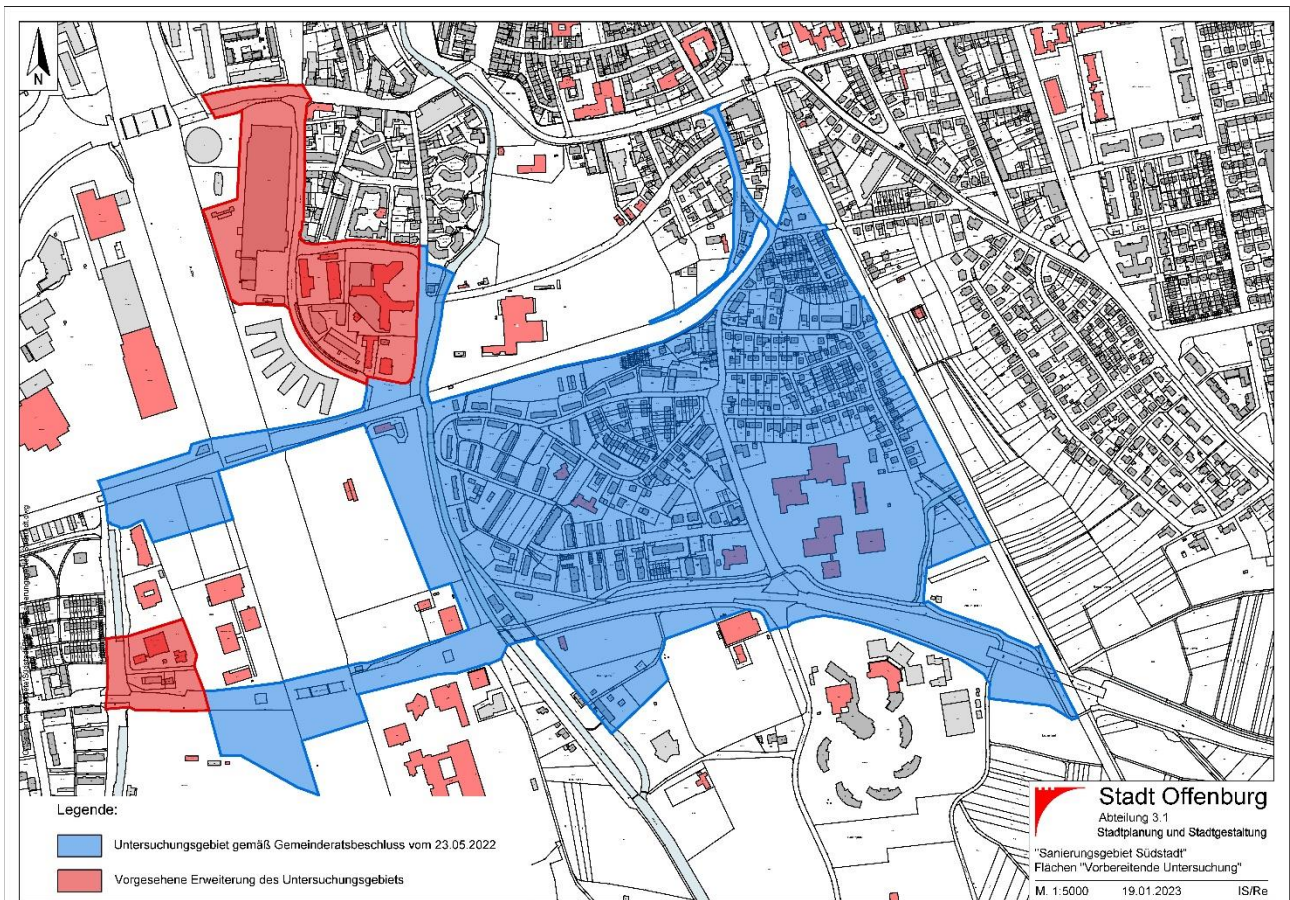 N
Legende:
Untersuchungsgebiet gemäß Gemeinderatsbeschluss vom 23.05.2022
Vorgesehene Erweiterung des Untersuchungsgebiets
Stadt Offenburg
Abteilung 3.1
Stadtplanung und Stadtgestaltung
"Sanierungsgebiet Südstadt"
Flächen "Vorbereitende Untersuchung"
M. 1:5000 19.01.2023 IS/Re